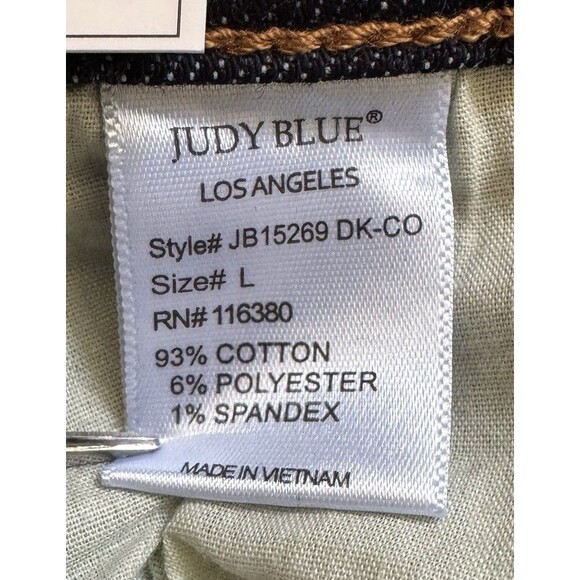 JUDY BLUE®
LOS ANGELES
Style# JB15269 DK-CO
Size# L
RN# 116380
93% COTTON
6% POLYESTER
1% SPANDEX
MADE IN VIETNAM